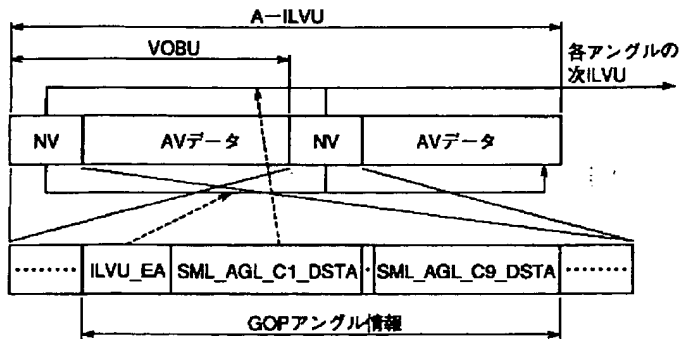 A-ILVU
VOBU
各アングルの
次ILVU
NV
AVデータ
NV
AVデータ
ILVU_EA
SML_AGL_C1_DSTA
SML_AGL_C9_DSTA
GOPアングル情報